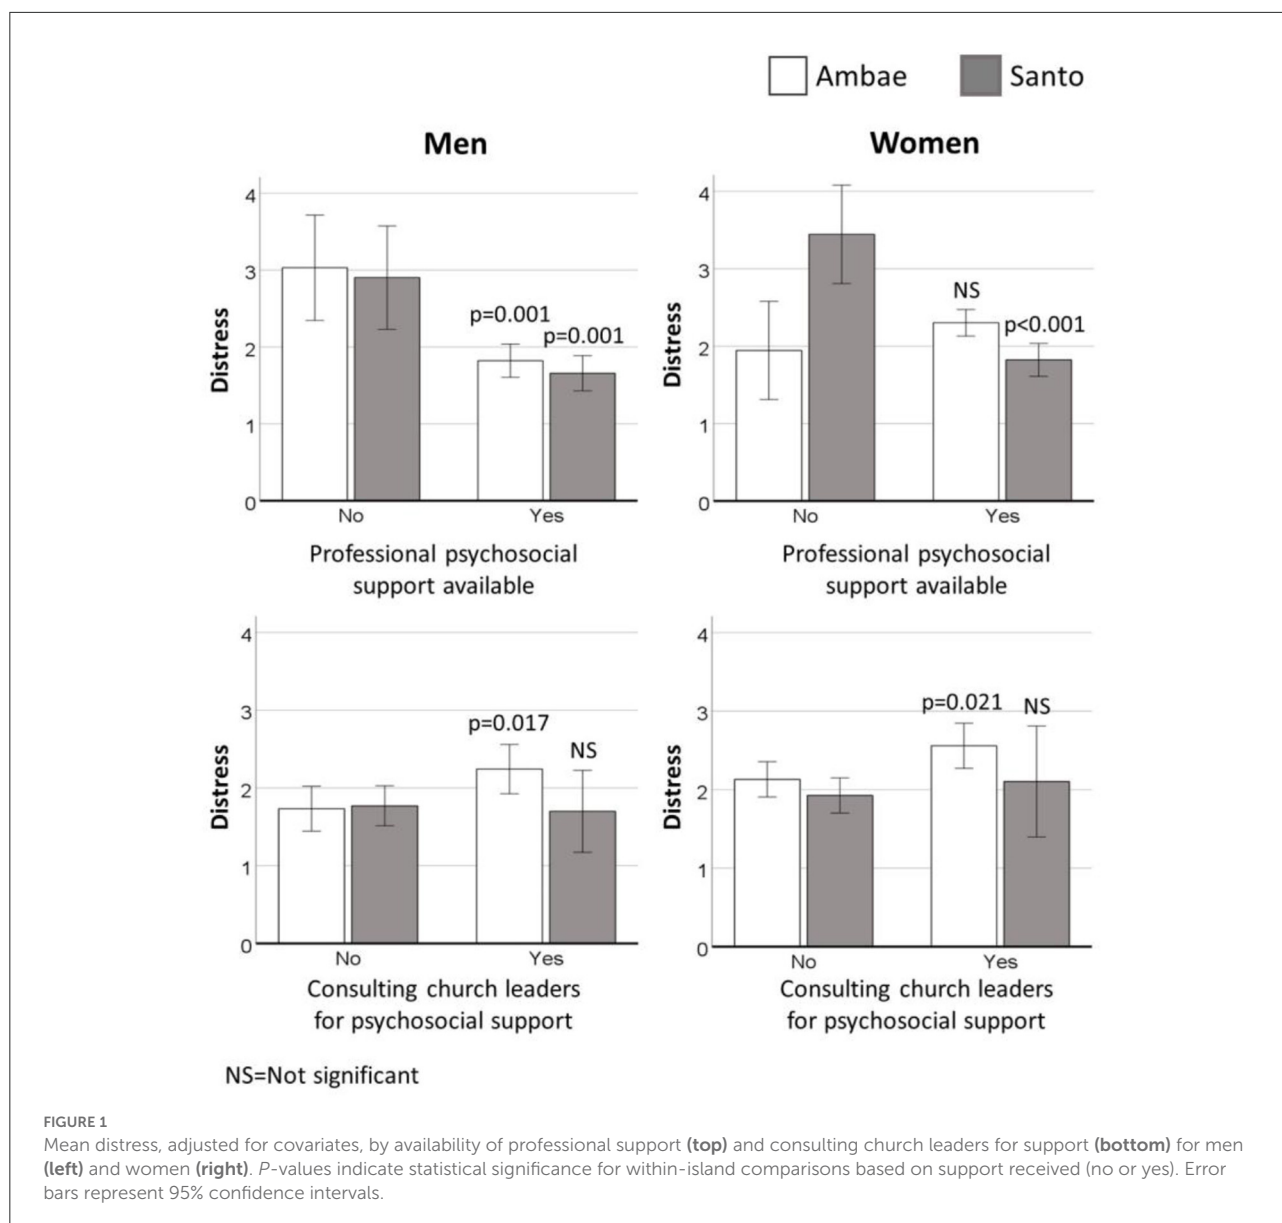 Ambae Santo
Men
Women
4
3
2
1
0
Distress
p=0.001
p=0.001
No Yes
Professional psychosocial
support available
4
3
2
1
0
Distress
NS
p<0.001
No Yes
Professional psychosocial
support available
4
3
2
1
0
Distress
p=0.017
NS
No Yes
Consulting church leaders
for psychosocial support
4
3
2
1
0
Distress
p=0.021
NS
No Yes
Consulting church leaders
for psychosocial support
NS=Not significant
FIGURE 1
Mean distress, adjusted for covariates, by availability of professional support (top) and consulting church leaders for support (bottom) for men
(left) and women (right). P-values indicate statistical significance for within-island comparisons based on support received (no or yes). Error
bars represent 95% confidence intervals.